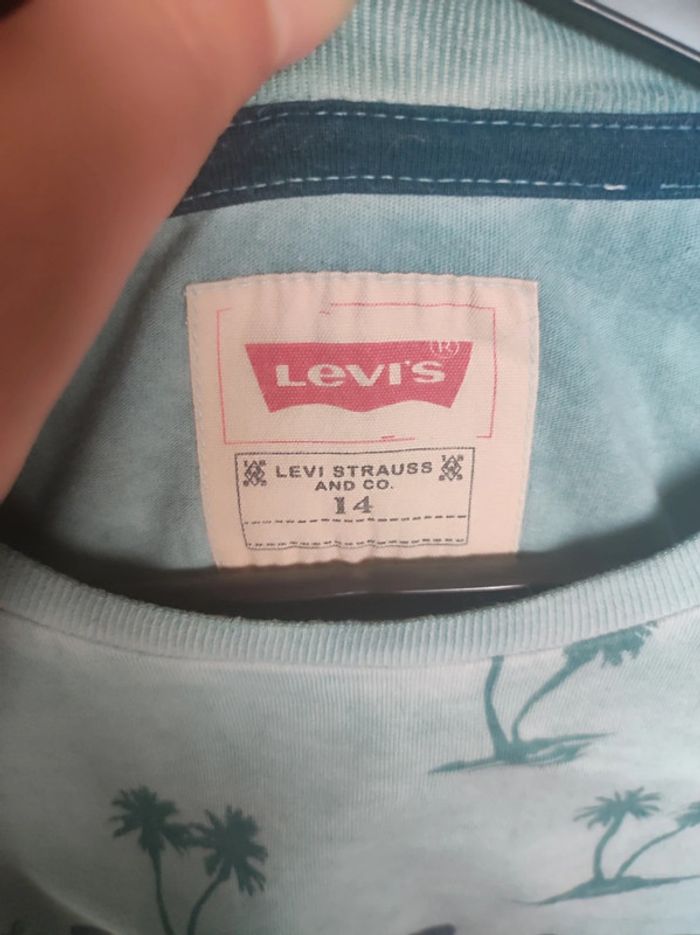 Levi's ®
LEVI STRAUSS
AND CO.
14